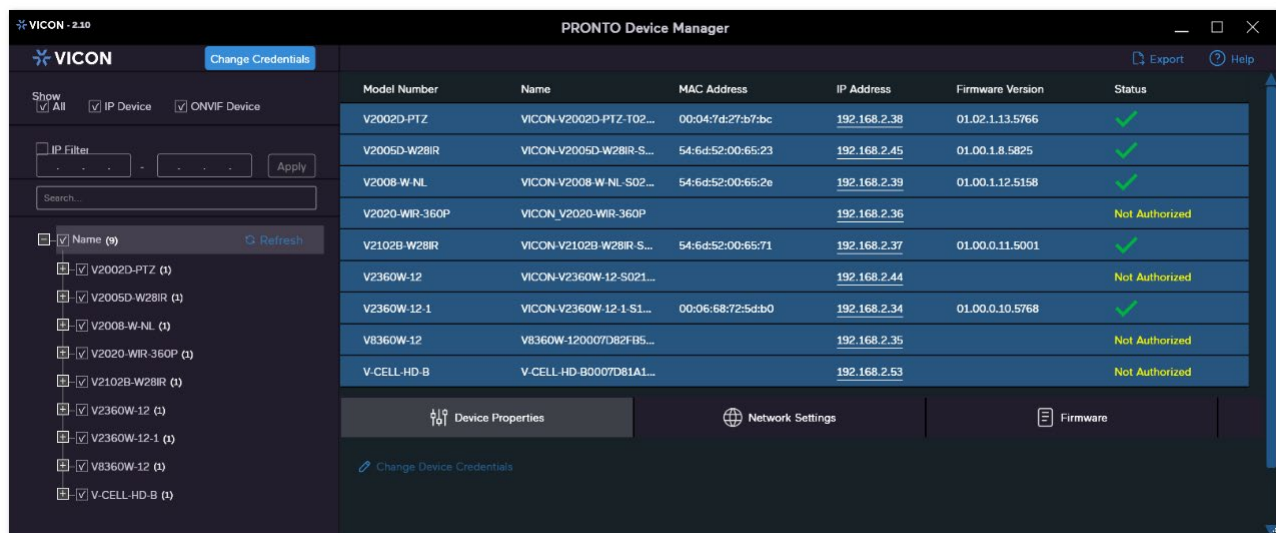 VICON - 2.10
PRONTO Device Manager
VICON
Change Credentials
Export
Help
Show
All
IP Device
ONVIF Device
IP Filter
. . . - . . . Apply
Search...
Name (9)
Refresh
V2002D-PTZ (1)
V2005D-W28IR (1)
V2008-W-NL (1)
V2020-WIR-360P (1)
V2102B-W28IR (1)
V2360W-12 (1)
V2360W-12-1 (1)
V8360W-12 (1)
V-CELL-HD-B (1)
Model Number Name MAC Address IP Address Firmware Version Status
V2002D-PTZ VICON-V2002D-PTZ-T02... 00:04:7d:27:b7:bc 192.168.2.38 01.02.1.13.5766
V2005D-W28IR VICON-V2005D-W28IR-S... 54:6d:52:00:65:23 192.168.2.45 01.00.1.8.5825
V2008-W-NL VICON-V2008-W-NL-S02... 54:6d:52:00:65:2e 192.168.2.39 01.00.1.12.5158
V2020-WIR-360P VICON_V2020-WIR-360P 192.168.2.36 Not Authorized
V2102B-W28IR VICON-V2102B-W28IR-S... 54:6d:52:00:65:71 192.168.2.37 01.00.0.11.5001
V2360W-12 VICON-V2360W-12-S021... 192.168.2.44 Not Authorized
V2360W-12-1 VICON-V2360W-12-1-S1... 00:06:68:72:5d:b0 192.168.2.34 01.00.0.10.5768
V8360W-12 V8360W-120007D82FB5... 192.168.2.35 Not Authorized
V-CELL-HD-B V-CELL-HD-B0007D81A1... 192.168.2.53 Not Authorized
Device Properties
Network Settings
Firmware
Change Device Credentials